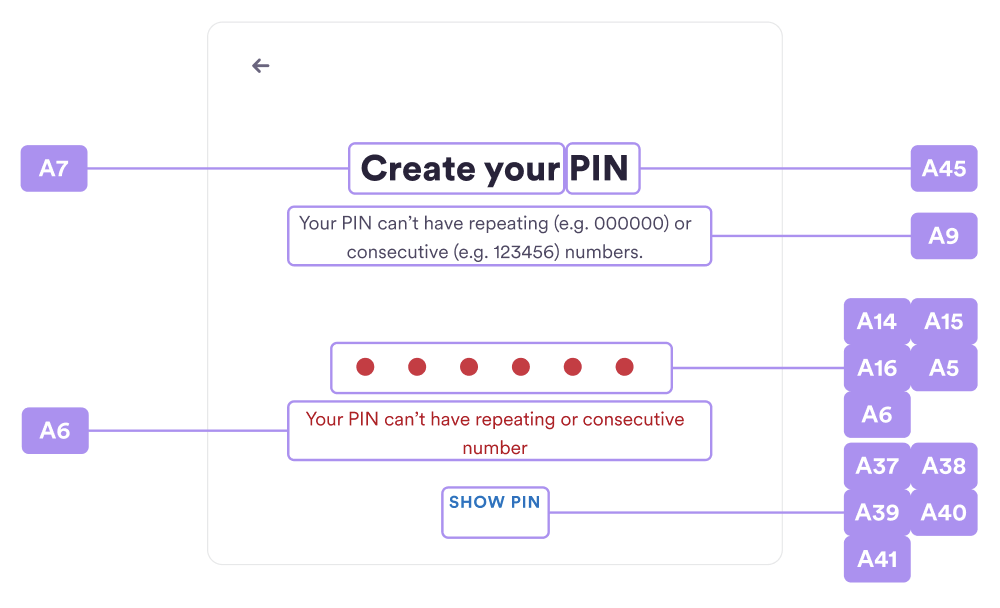 A7
Create your PIN
A45
Your PIN can’t have repeating (e.g. 000000) or
consecutive (e.g. 123456) numbers.
A9
A14 A15
A16 A5
A6
A6
Your PIN can’t have repeating or consecutive
number
A37 A38
SHOW PIN
A39 A40
A41